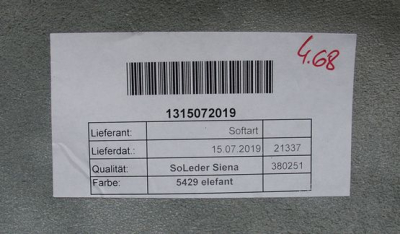 4.68
1315072019
Lieferant: Softart
Lieferdat.: 15.07.2019 21337
Qualität: SoLeder Siena 380251
Farbe: 5429 elefant